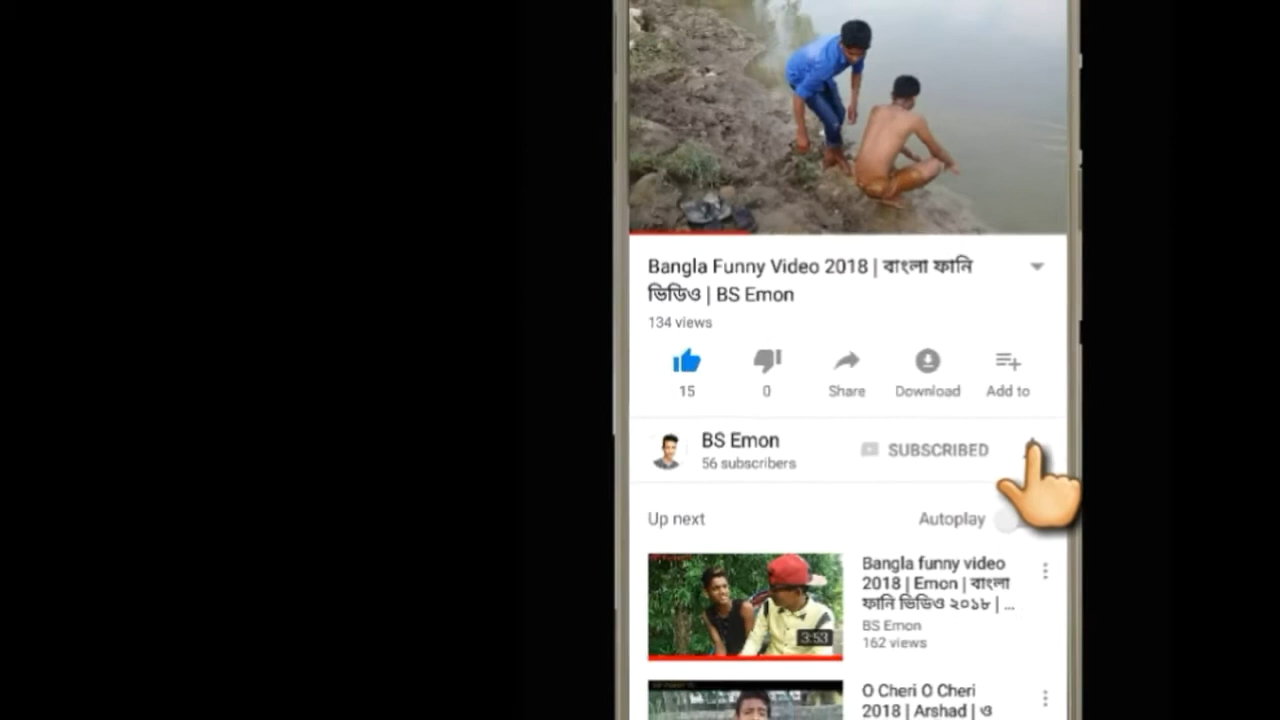 Bangla Funny Video 2018 | বাংলা ফানি
ভিডিও | BS Emon
134 views
15
0
Share
Download
Add to
BS Emon
56 subscribers
SUBSCRIBED
Up next
Autoplay
Bangla funny video
2018 | Emon | বাংলা
ফানি ভিডিও ২০১৮ | ...
BS Emon
162 views
3:53
O Cheri O Cheri
2018 | Arshad | ও